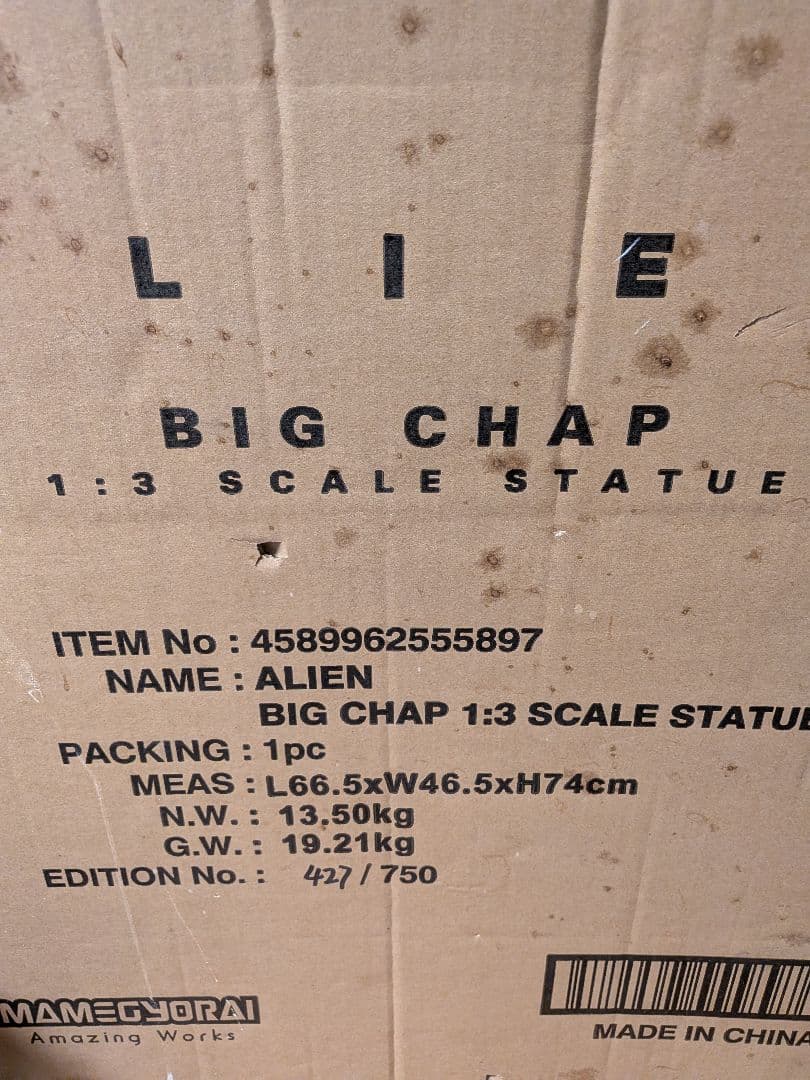 L I E
BIG CHAP
1:3 SCALE STATUE
ITEM No : 4589962555897
NAME : ALIEN
BIG CHAP 1:3 SCALE STATUE
PACKING : 1pc
MEAS : L66.5xW46.5xH74cm
N.W. : 13.50kg
G.W. : 19.21kg
EDITION No. : 427 / 750
MAMEGYORAI
Amazing Works
MADE IN CHINA